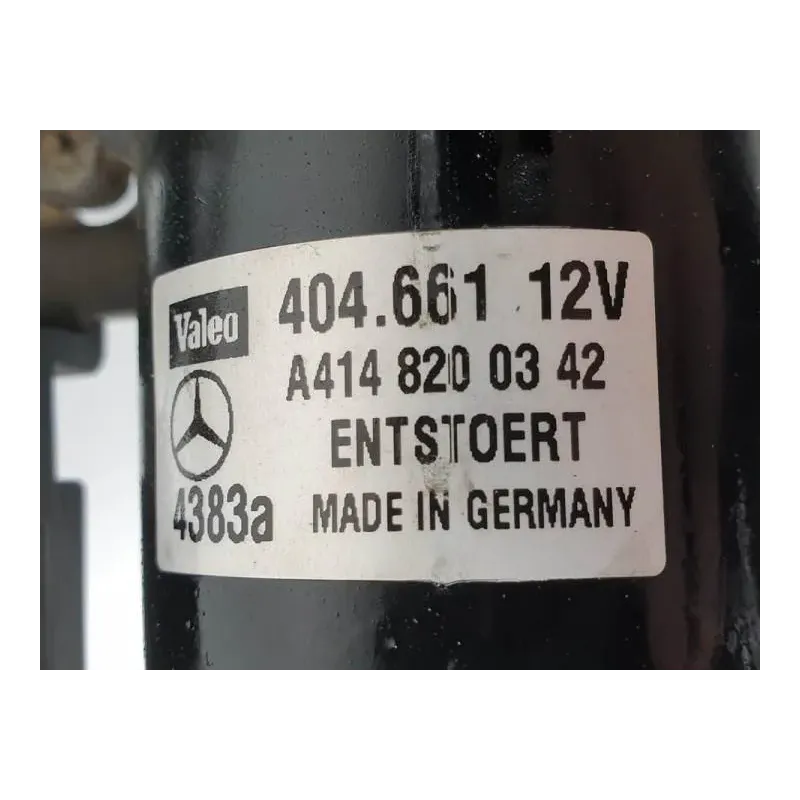 Valeo 404.661 12V
A414 820 03 42
ENTSTOERT
4383a MADE IN GERMANY